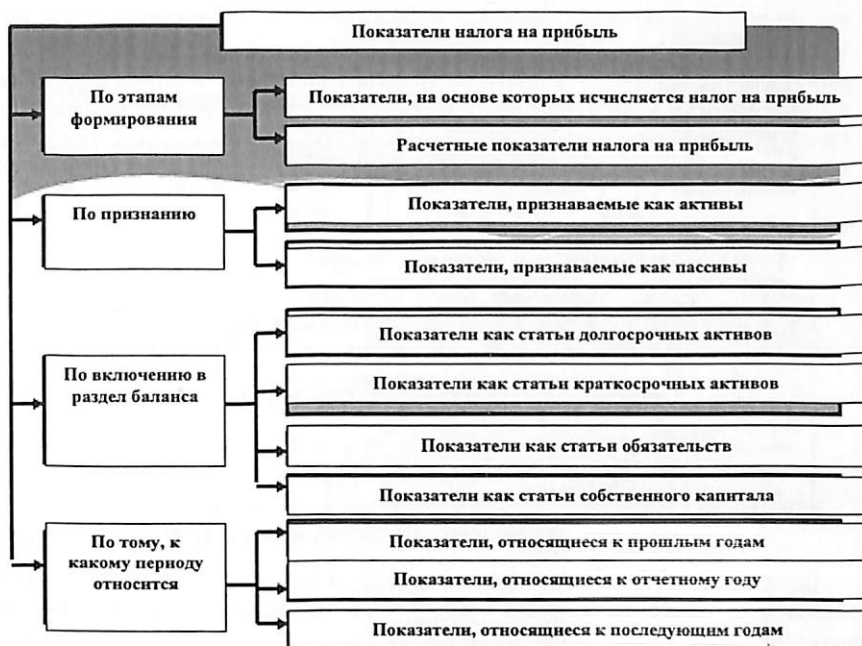 Показатели налога на прибыль
По этапам
формирования
Показатели, на основе которых исчисляется налог на прибыль
Расчетные показатели налога на прибыль
По признанию
Показатели, признаваемые как активы
Показатели, признаваемые как пассивы
По включению в
раздел баланса
Показатели как статьи долгосрочных активов
Показатели как статьи краткосрочных активов
Показатели как статьи обязательств
Показатели как статьи собственного капитала
По тому, к
какому периоду
относится
Показатели, относящиеся к прошлым годам
Показатели, относящиеся к отчетному году
Показатели, относящиеся к последующим годам